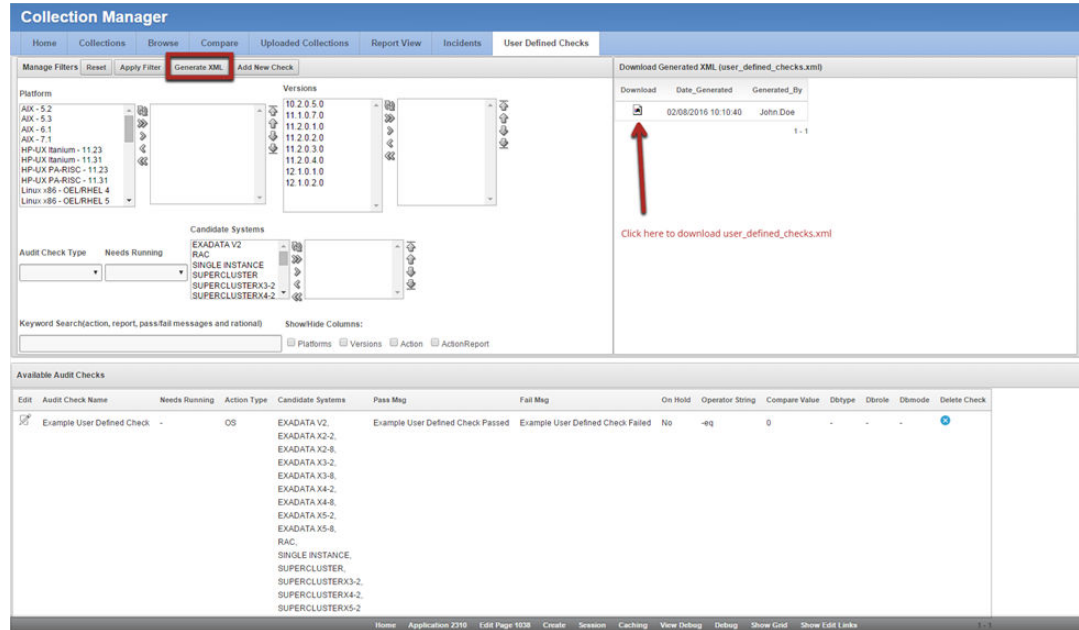 Collection Manager
Home Collections Browse Compare Uploaded Collections Report View Incidents User Defined Checks
Manage Filters Reset Apply Filter Generate XML Add New Check
Platform
AIX - 5.2
AIX - 5.3
AIX - 6.1
AIX - 7.1
HP-UX Itanium - 11.23
HP-UX Itanium - 11.31
HP-UX PA-RISC - 11.23
HP-UX PA-RISC - 11.31
Linux x86 - OEL/RHEL 4
Linux x86 - OEL/RHEL 5
Versions
10.2.0.5.0
11.1.0.7.0
11.2.0.1.0
11.2.0.2.0
11.2.0.3.0
11.2.0.4.0
12.1.0.1.0
12.1.0.2.0
Audit Check Type Needs Running
Candidate Systems
EXADATA V2
RAC
SINGLE INSTANCE
SUPERCLUSTER
SUPERCLUSTERX3-2
SUPERCLUSTERX4-2
Keyword Search(action, report, pass/fail messages and rational)
Show/Hide Columns:
Platforms Versions Action ActionReport
Download Generated XML (user_defined_checks.xml)
Download Date_Generated Generated_By
02/08/2016 10:10:40 John.Doe
1 - 1
Click here to download user_defined_checks.xml
Available Audit Checks
Edit Audit Check Name Needs Running Action Type Candidate Systems Pass Msg Fail Msg On Hold Operator String Compare Value Dbtype Dbrole Dbmode Delete Check
Example User Defined Check - OS EXADATA V2, Example User Defined Check Passed Example User Defined Check Failed No -eq 0 - - -
EXADATA X2-2,
EXADATA X2-8,
EXADATA X3-2,
EXADATA X3-8,
EXADATA X4-2,
EXADATA X4-8,
EXADATA X5-2,
EXADATA X5-8,
RAC,
SINGLE INSTANCE,
SUPERCLUSTER,
SUPERCLUSTERX3-2,
SUPERCLUSTERX4-2,
SUPERCLUSTERX5-2
Home Application 2310 Edit Page 1038 Create Session Caching View Debug Debug Show Grid Show Edit Links
1 - 1